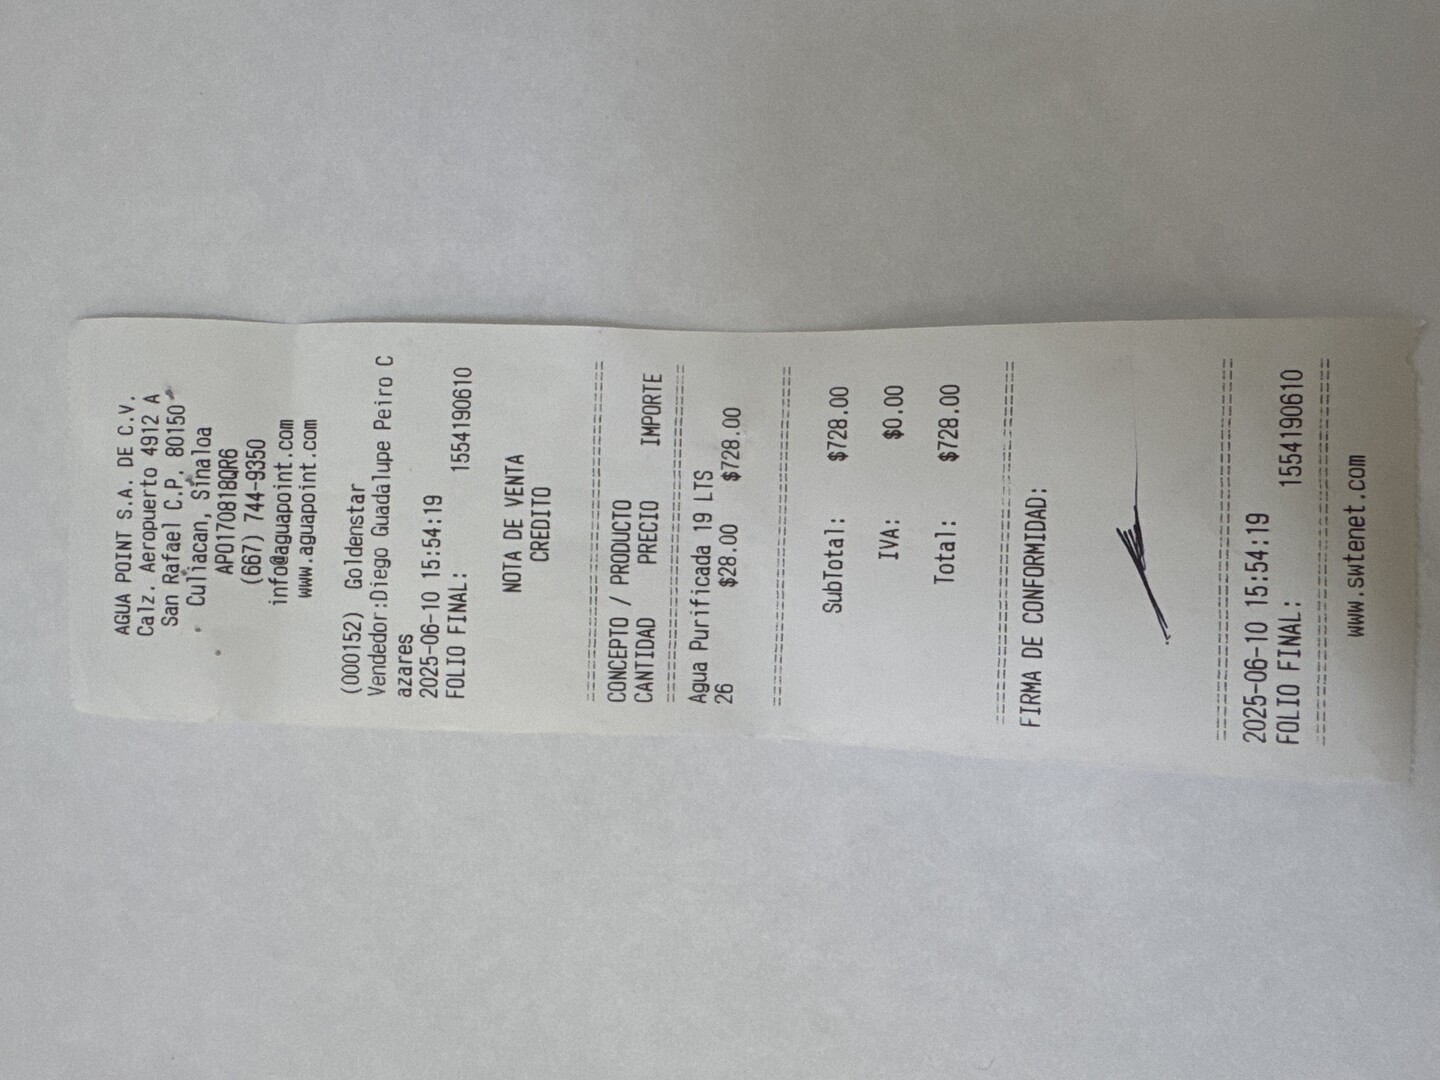 AGUA POINT S.A. DE C.V.
Calz. Aeropuerto 4912 A
San Rafael C.P. 80150
Culiacan, Sinaloa
APO170818QR6
(667) 744-9350
info@aguapoint.com
www.aguapoint.com
(000152) Goldenstar
Vendedor:Diego Guadalupe Peiro C
azares
2025-06-10 15:54:19
FOLIO FINAL: 1554190610
NOTA DE VENTA
CREDITO
CONCEPTO / PRODUCTO
CANTIDAD PRECIO IMPORTE
Agua Purificada 19 LTS
26 $28.00 $728.00
SubTotal: $728.00
IVA: $0.00
Total: $728.00
FIRMA DE CONFORMIDAD:
2025-06-10 15:54:19
FOLIO FINAL: 1554190610
www.swtenet.com